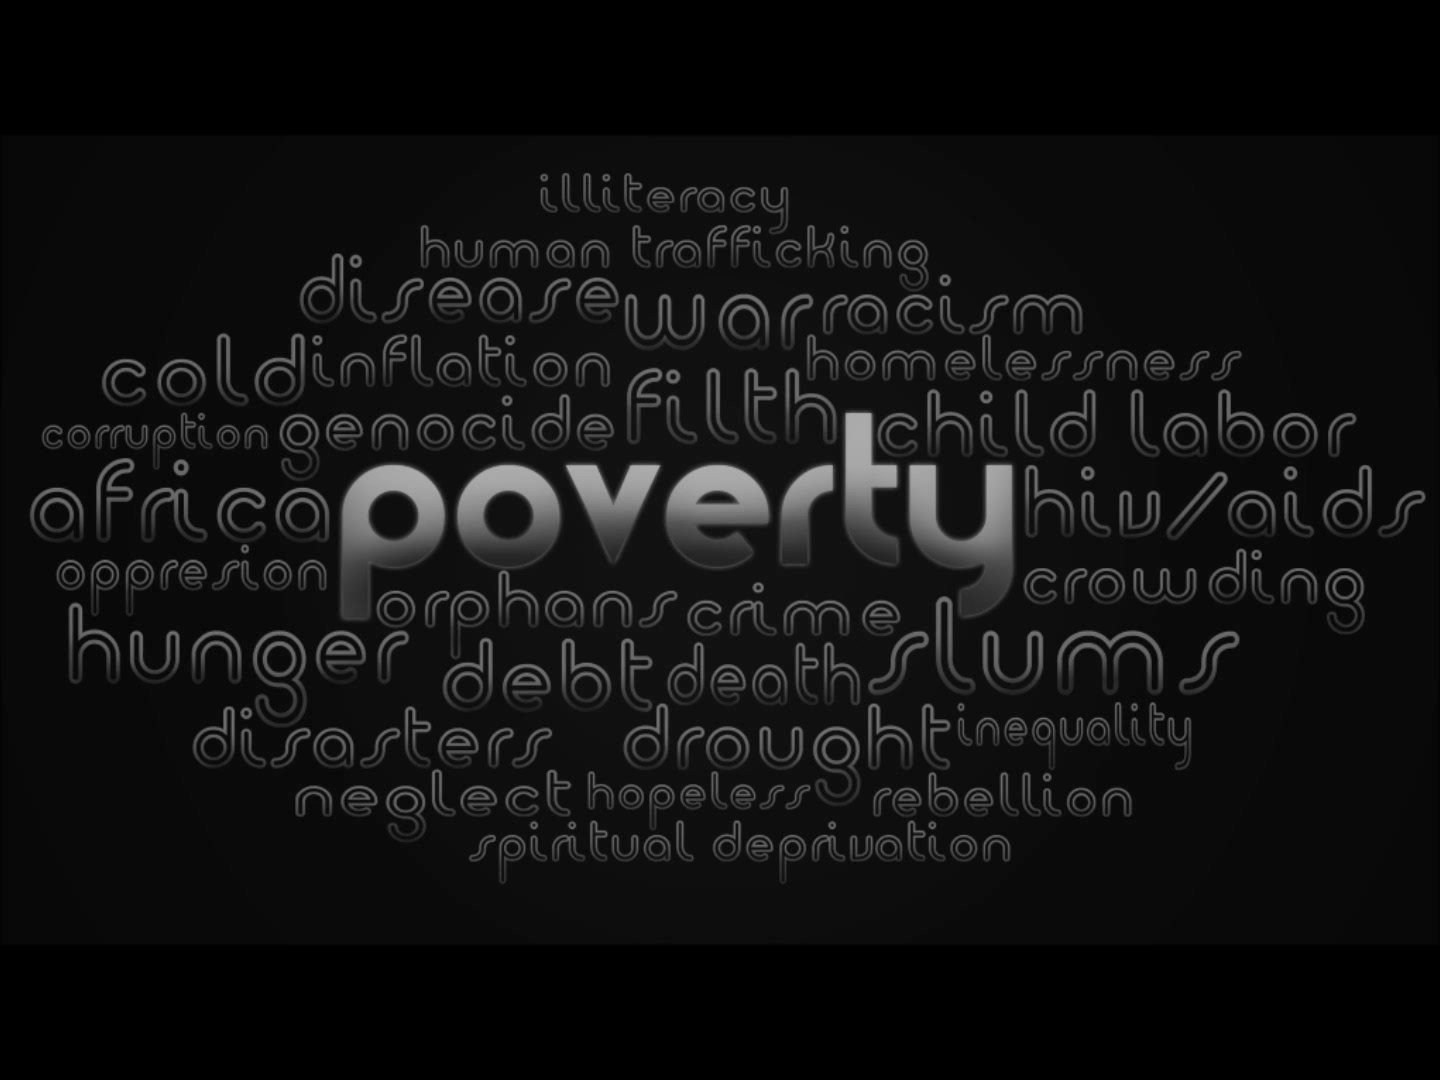 illiteracy
human trafficking
disease war racism
cold inflation filth homelessness
corruption genocide child labor
africa poverty hiv/aids
oppresion orphans crime crowding
hunger debt death slums
disasters drought inequality
neglect hopeless rebellion
spiritual deprivation